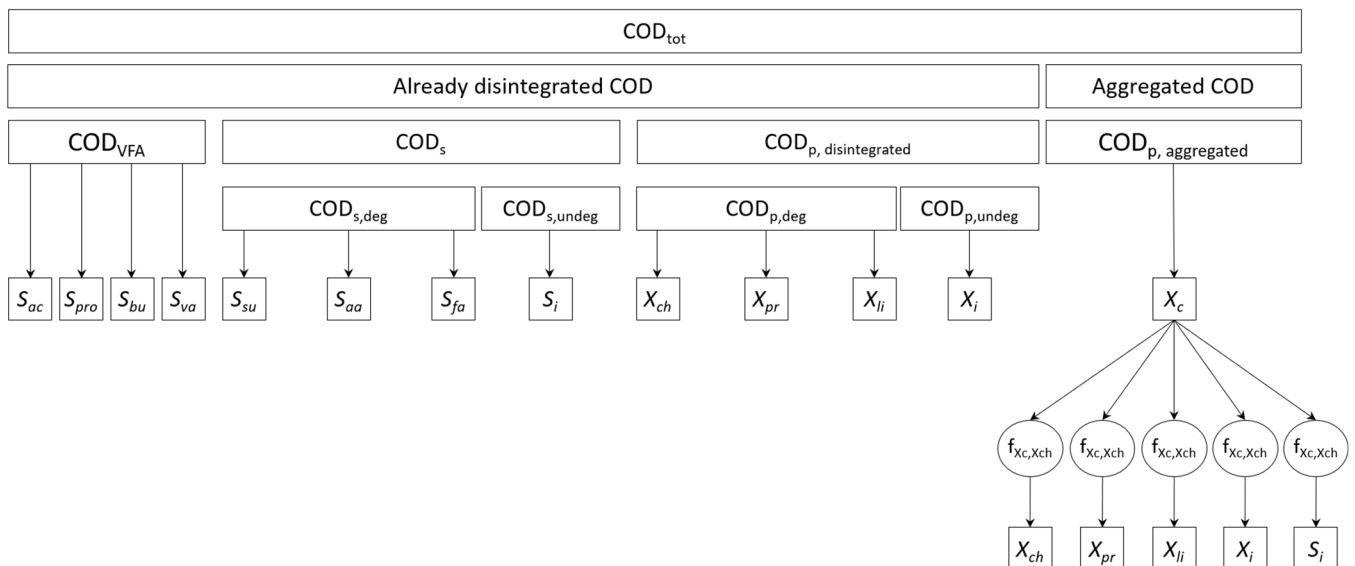 COD_tot
Already disintegrated COD Aggregated COD
COD_VFA COD_s COD_p, disintegrated COD_p, aggregated
COD_s,deg COD_s,undeg COD_p,deg COD_p,undeg
S_ac S_pro S_bu S_va S_su S_aa S_fa S_i X_ch X_pr X_li X_i X_c
f_Xc,Xch f_Xc,Xch f_Xc,Xch f_Xc,Xch f_Xc,Xch
X_ch X_pr X_li X_i S_i